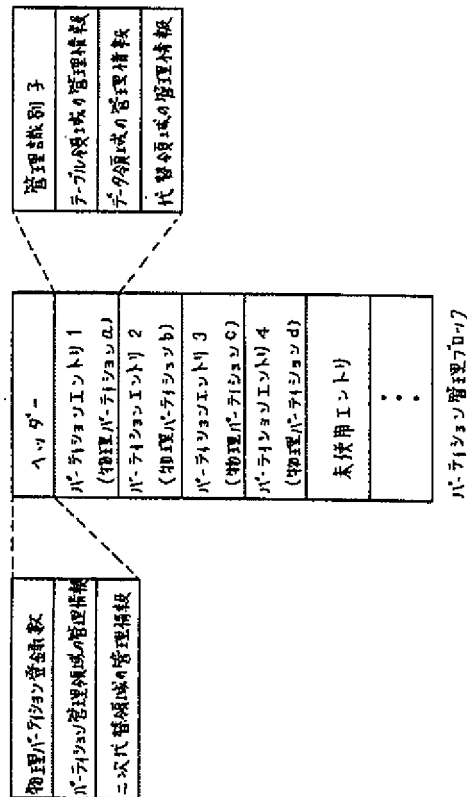 物理パーティション登録数
パーティション管理領域の管理情報
二次代替領域の管理情報
ヘッダー
パーティションエントリ1
(物理パーティションa)
パーティションエントリ2
(物理パーティションb)
パーティションエントリ3
(物理パーティションc)
パーティションエントリ4
(物理パーティションd)
未使用エントリ
・・・
パーティション管理ブロック
管理識別子
テーブル領域の管理情報
データ領域の管理情報
代替領域の管理情報